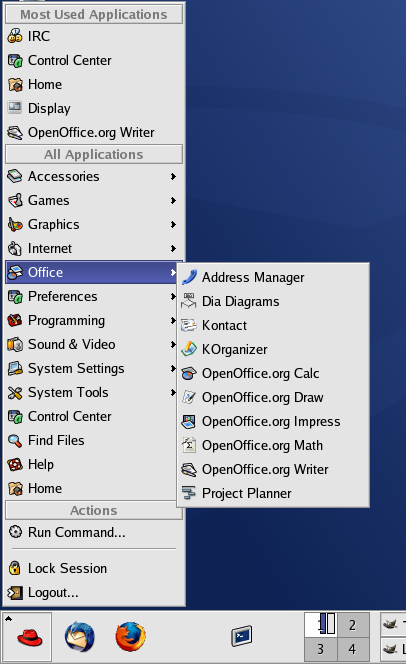 Most Used Applications
IRC
Control Center
Home
Display
OpenOffice.org Writer
All Applications
Accessories
Games
Graphics
Internet
Office
Preferences
Programming
Sound & Video
System Settings
System Tools
Control Center
Find Files
Help
Home
Actions
Run Command...
Lock Session
Logout...
Address Manager
Dia Diagrams
Kontact
KOrganizer
OpenOffice.org Calc
OpenOffice.org Draw
OpenOffice.org Impress
OpenOffice.org Math
OpenOffice.org Writer
Project Planner
1 2
3 4